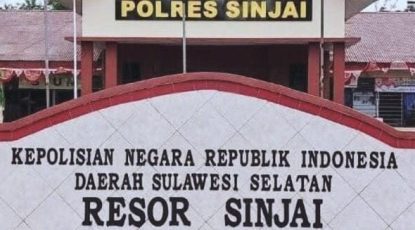 POLRES SINJAI
KEPOLISIAN NEGARA REPUBLIK INDONESIA
DAERAH SULAWESI SELATAN
RESOR SINJAI